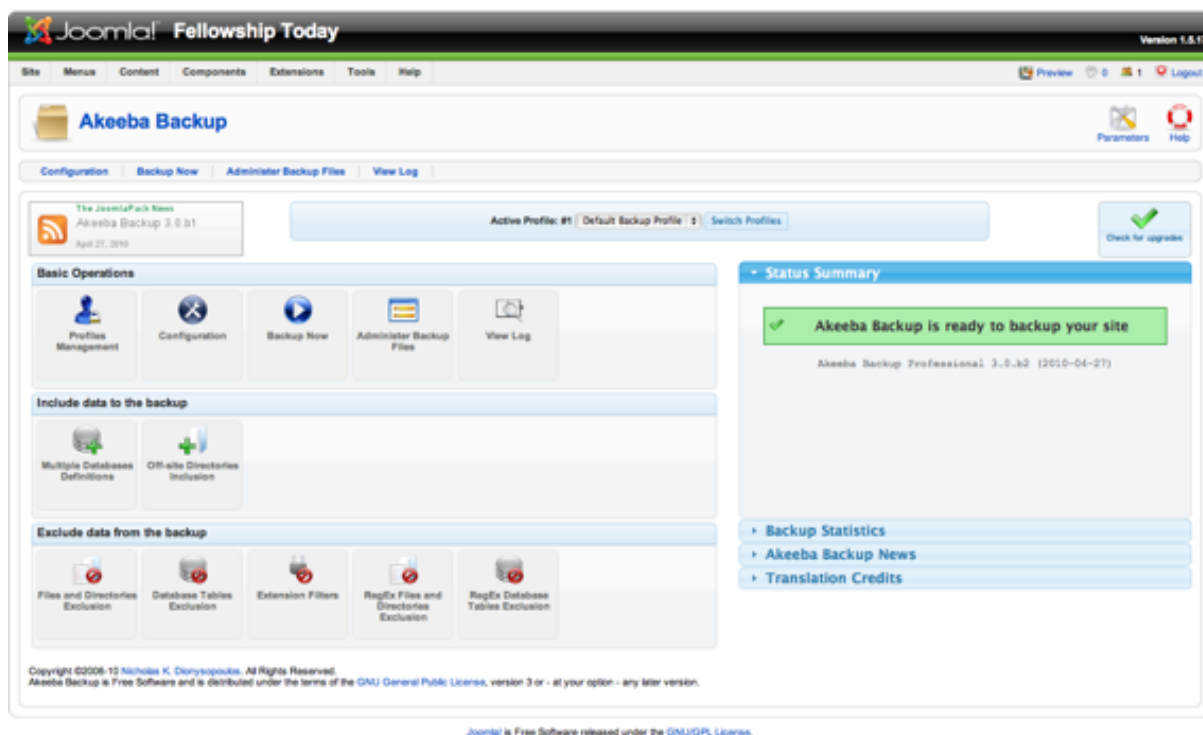 Joomla! Fellowship Today
Version 1.5.1
Site Menus Content Components Extensions Tools Help Preview 0 1 Logout
Akeeba Backup
Parameters Help
Configuration Backup Now Administer Backup Files View Log
The JoomlaPack News
Akeeba Backup 3.0.b1
April 27, 2010
Active Profile: #1 Default Backup Profile Switch Profiles
Check for upgrades
Basic Operations
Profiles Management
Configuration
Backup Now
Administer Backup Files
View Log
Include data to the backup
Multiple Databases Definitions
Off-site Directories Inclusion
Exclude data from the backup
Files and Directories Exclusion
Database Tables Exclusion
Extension Filters
RegEx Files and Directories Exclusion
RegEx Database Tables Exclusion
Status Summary
Akeeba Backup is ready to backup your site
Akeeba Backup Professional 3.0.b2 (2010-04-27)
Backup Statistics
Akeeba Backup News
Translation Credits
Copyright ©2006-10 Nicholas K. Dionysopoulos. All Rights Reserved.
Akeeba Backup is Free Software and is distributed under the terms of the GNU General Public License, version 3 or - at your option - any later version.
Joomla! is Free Software released under the GNU/GPL License.